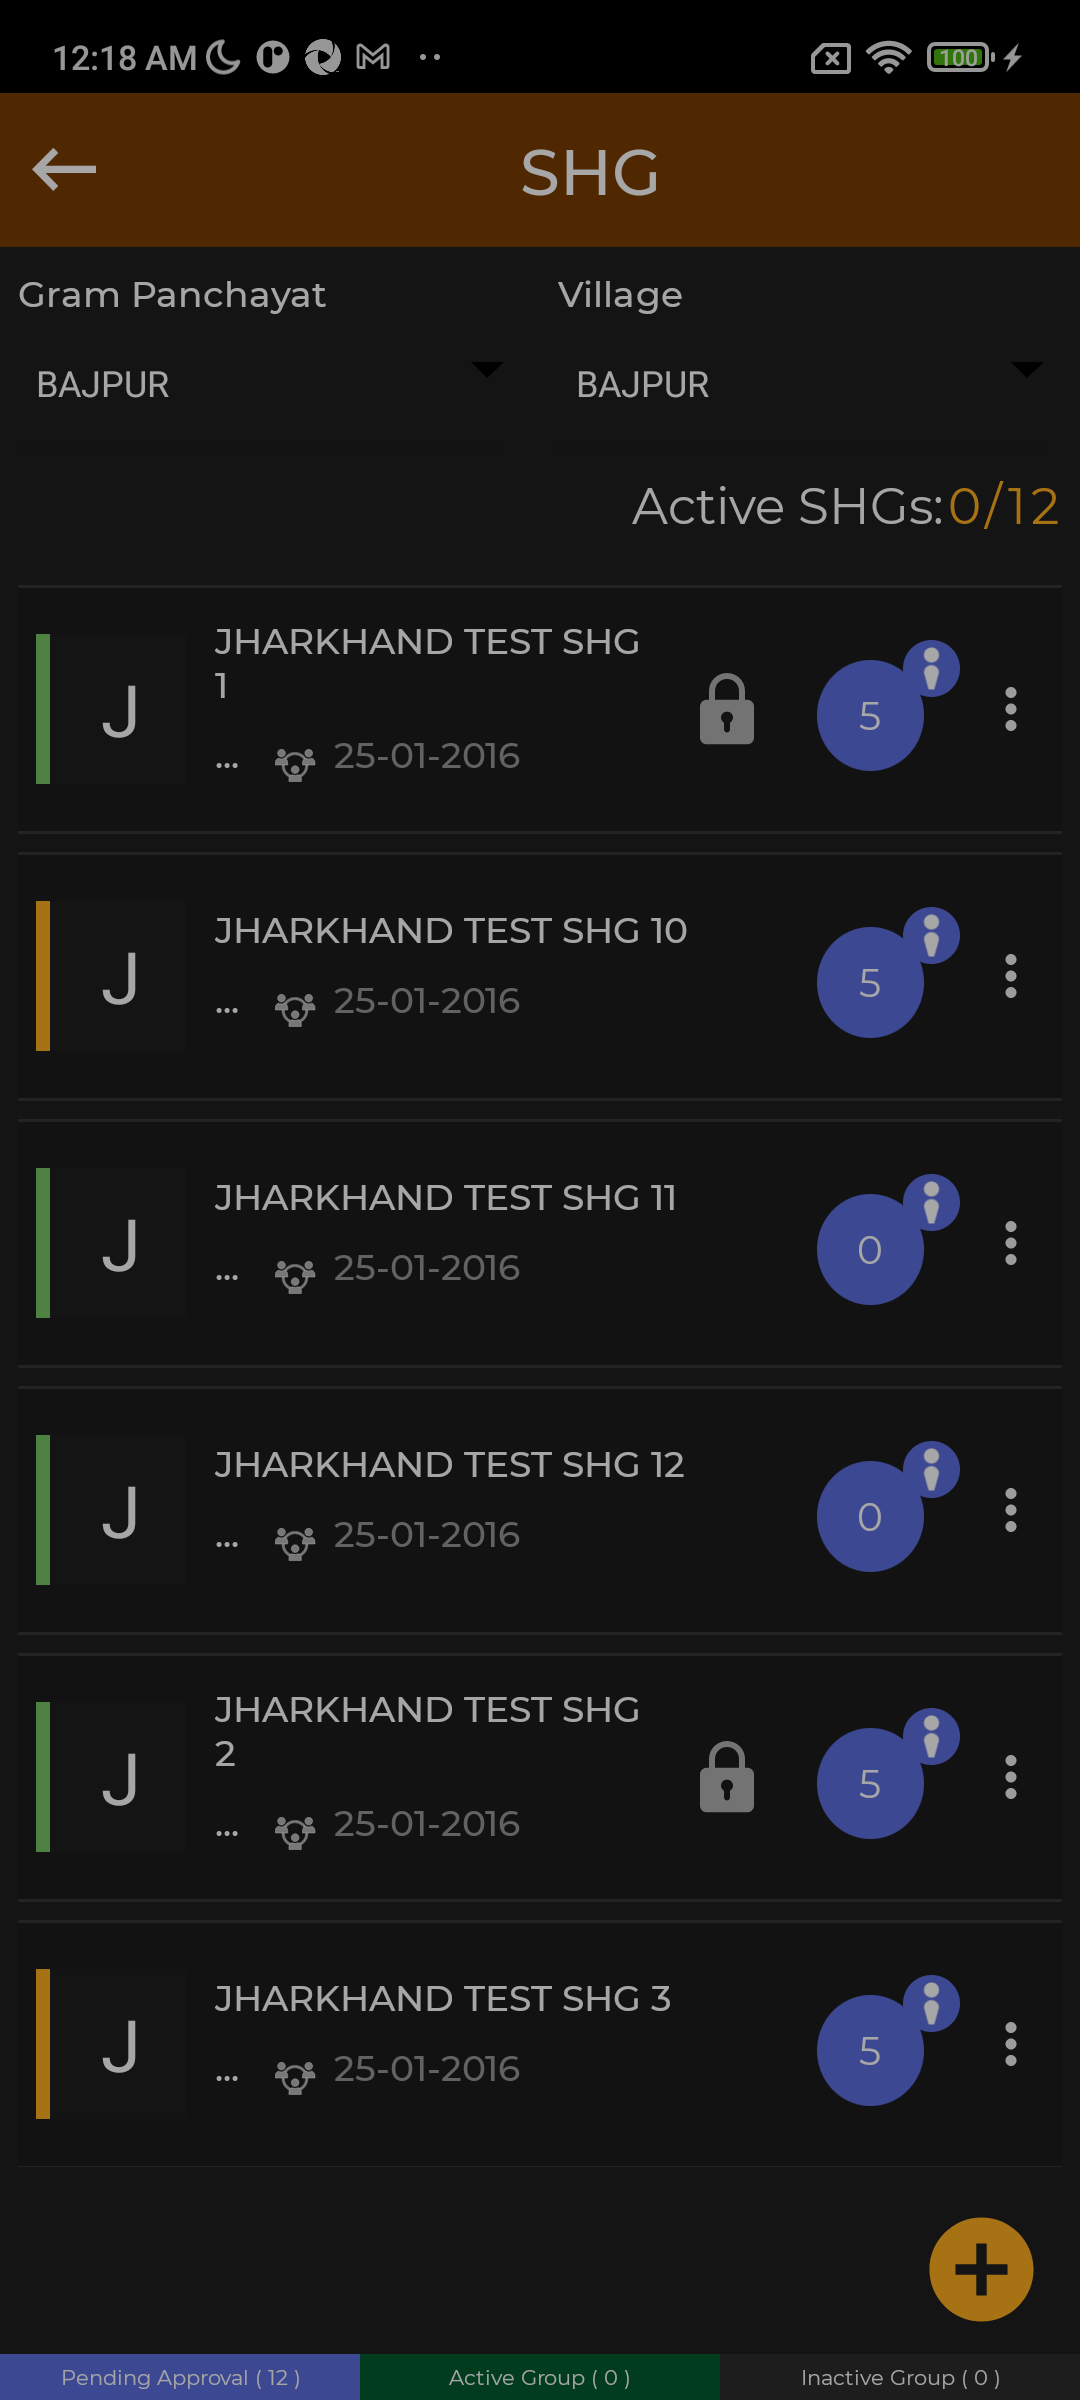 12:18 AM
100
SHG
Gram Panchayat Village
BAJPUR BAJPUR
Active SHGs: 0/12
JHARKHAND TEST SHG
1
J
5
... 25-01-2016
JHARKHAND TEST SHG 10
J
5
... 25-01-2016
JHARKHAND TEST SHG 11
J
0
... 25-01-2016
JHARKHAND TEST SHG 12
J
0
... 25-01-2016
JHARKHAND TEST SHG
2
J
5
... 25-01-2016
JHARKHAND TEST SHG 3
J
5
... 25-01-2016
Pending Approval ( 12 ) Active Group ( 0 ) Inactive Group ( 0 )